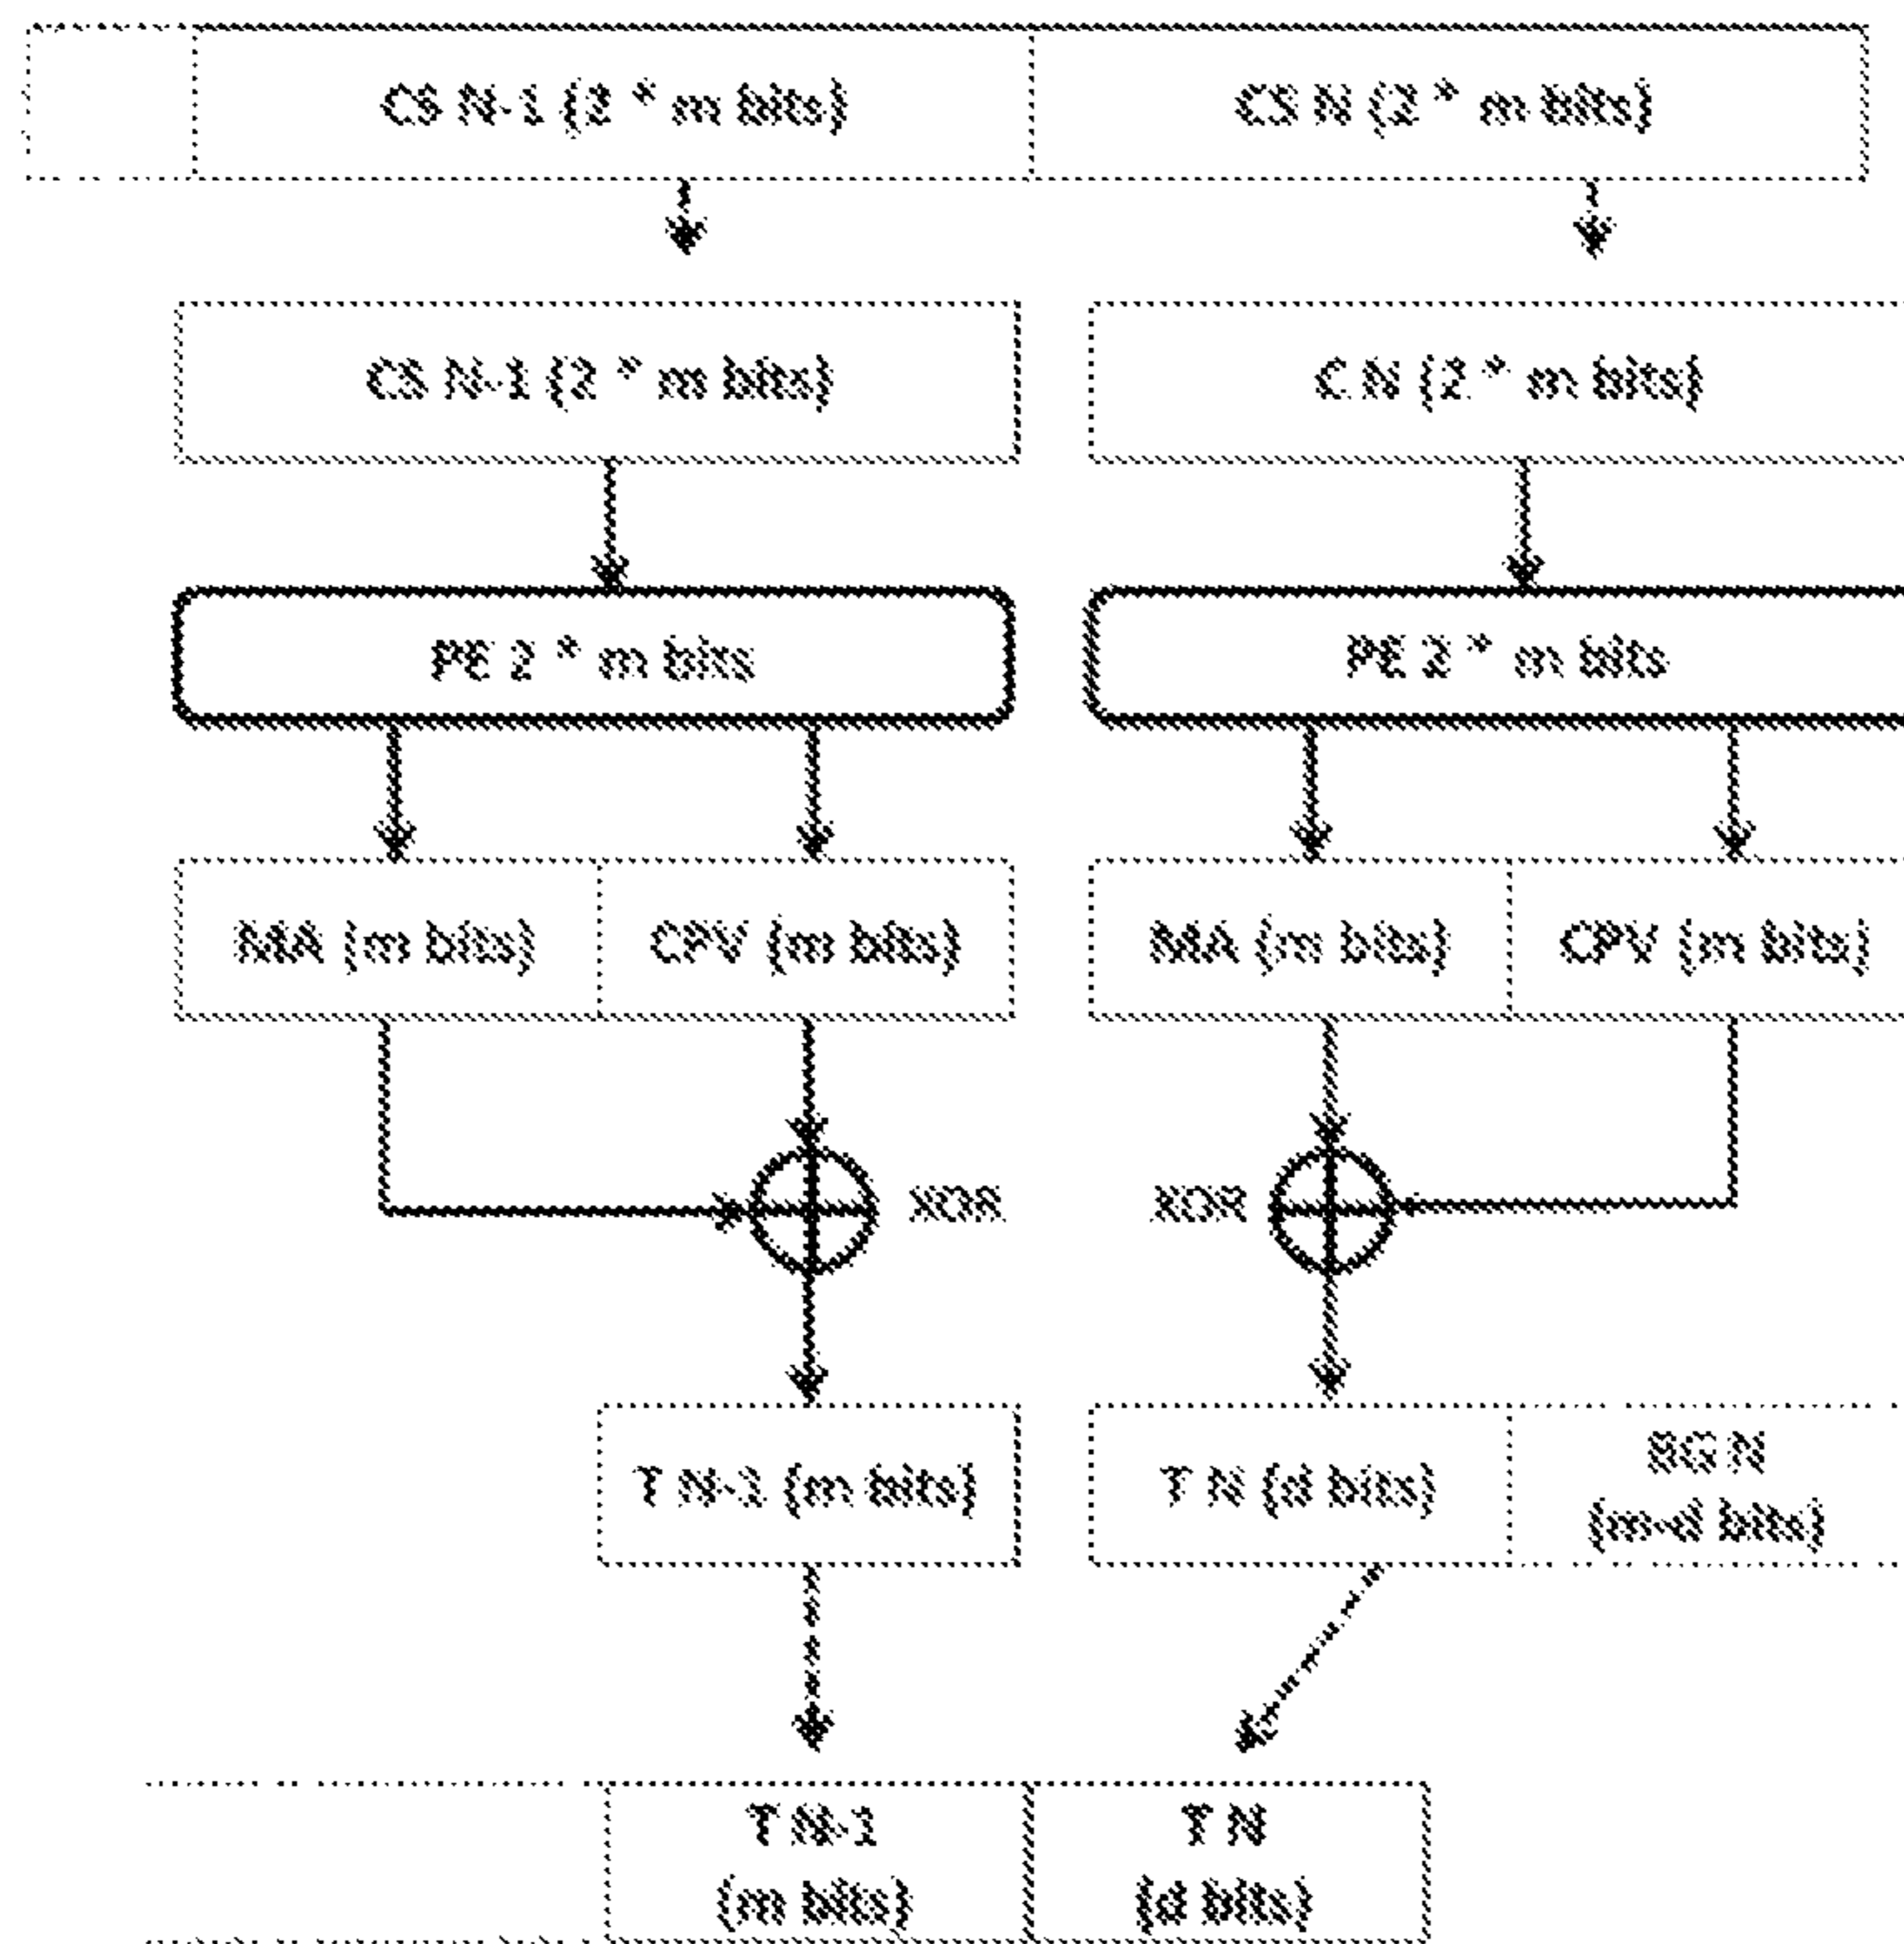 CS N-1 (2 * m bits) CS N (2 * m bits)
CS N-1 (2 * m bits) C N (2 * m bits)
PE 2 * m bits PE 2 * m bits
MA (m bits) CPV (m bits) MA (m bits) CPV (m bits)
XOR XOR
T N-1 (m bits) T N (d bits) BG N
(m-d bits)
T N-1 T N
(m bits) (d bits)